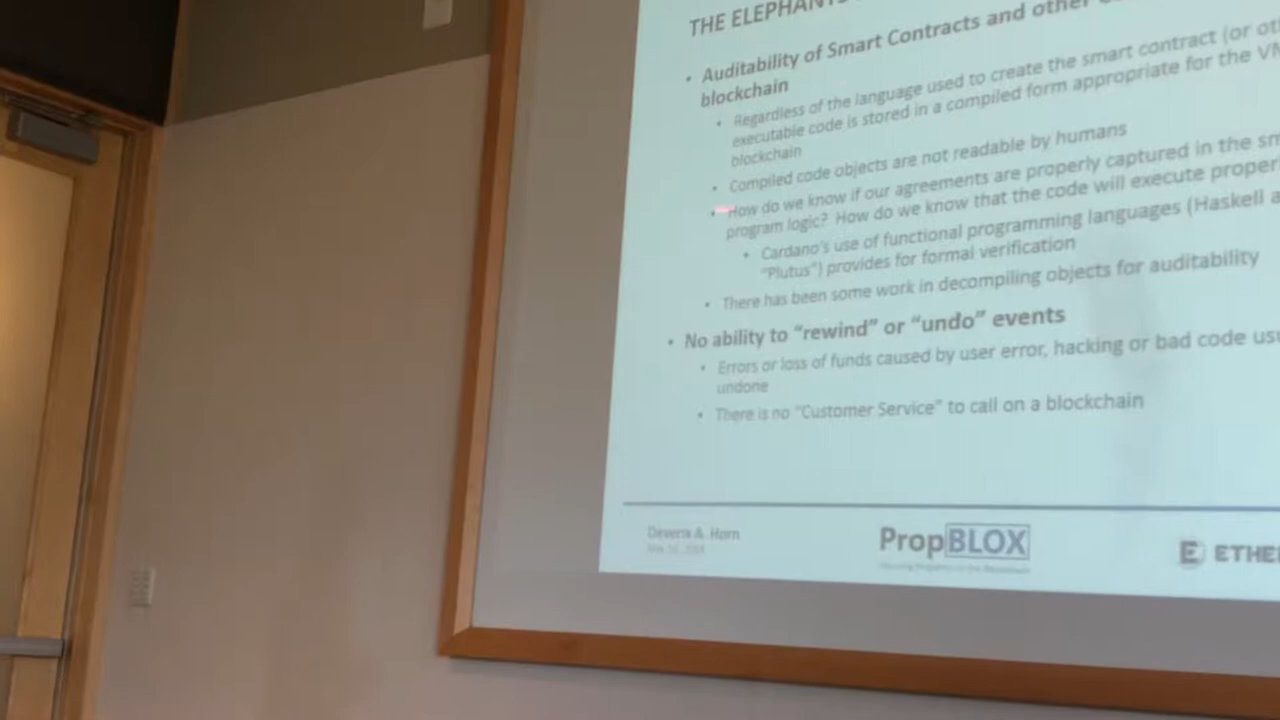 THE ELEPHANTS
• Auditability of Smart Contracts and other
blockchain
• Regardless of the language used to create the smart contract (or
executable code is stored in a compiled form appropriate for the VM
blockchain
• Compiled code objects are not readable by humans
• How do we know if our agreements are properly captured in the
program logic? How do we know that the code will execute
• Cardano's use of functional programming languages (Haskell
"Plutus") provides for formal verification
• There has been some work in decompiling objects for auditability
• No ability to "rewind" or "undo" events
• Errors or loss of funds caused by user error, hacking or bad code
undone
• There is no "Customer Service" to call on a blockchain
A. Horn
PropBLOX